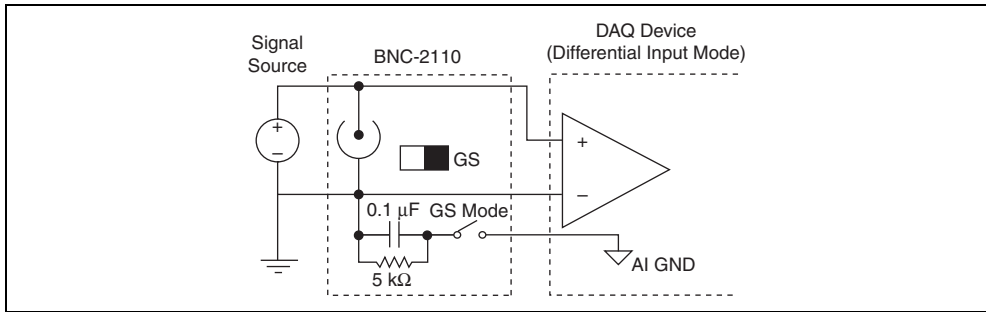 Signal
Source
BNC-2110
DAQ Device
(Differential Input Mode)
+
–
GS
+
–
0.1 μF
GS Mode
5 kΩ
AI GND